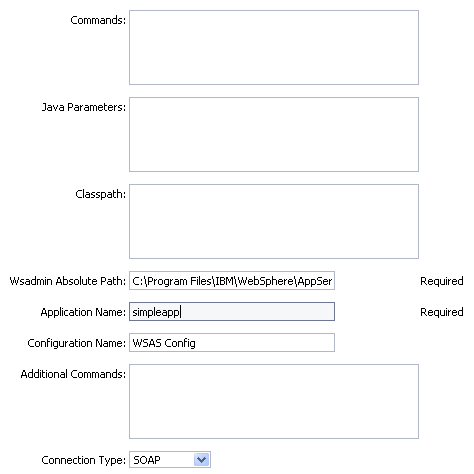 Commands:
Java Parameters:
Classpath:
Wsadmin Absolute Path: C:\Program Files\IBM\WebSphere\AppSer Required
Application Name: simpleapp Required
Configuration Name: WSAS Config
Additional Commands:
Connection Type: SOAP